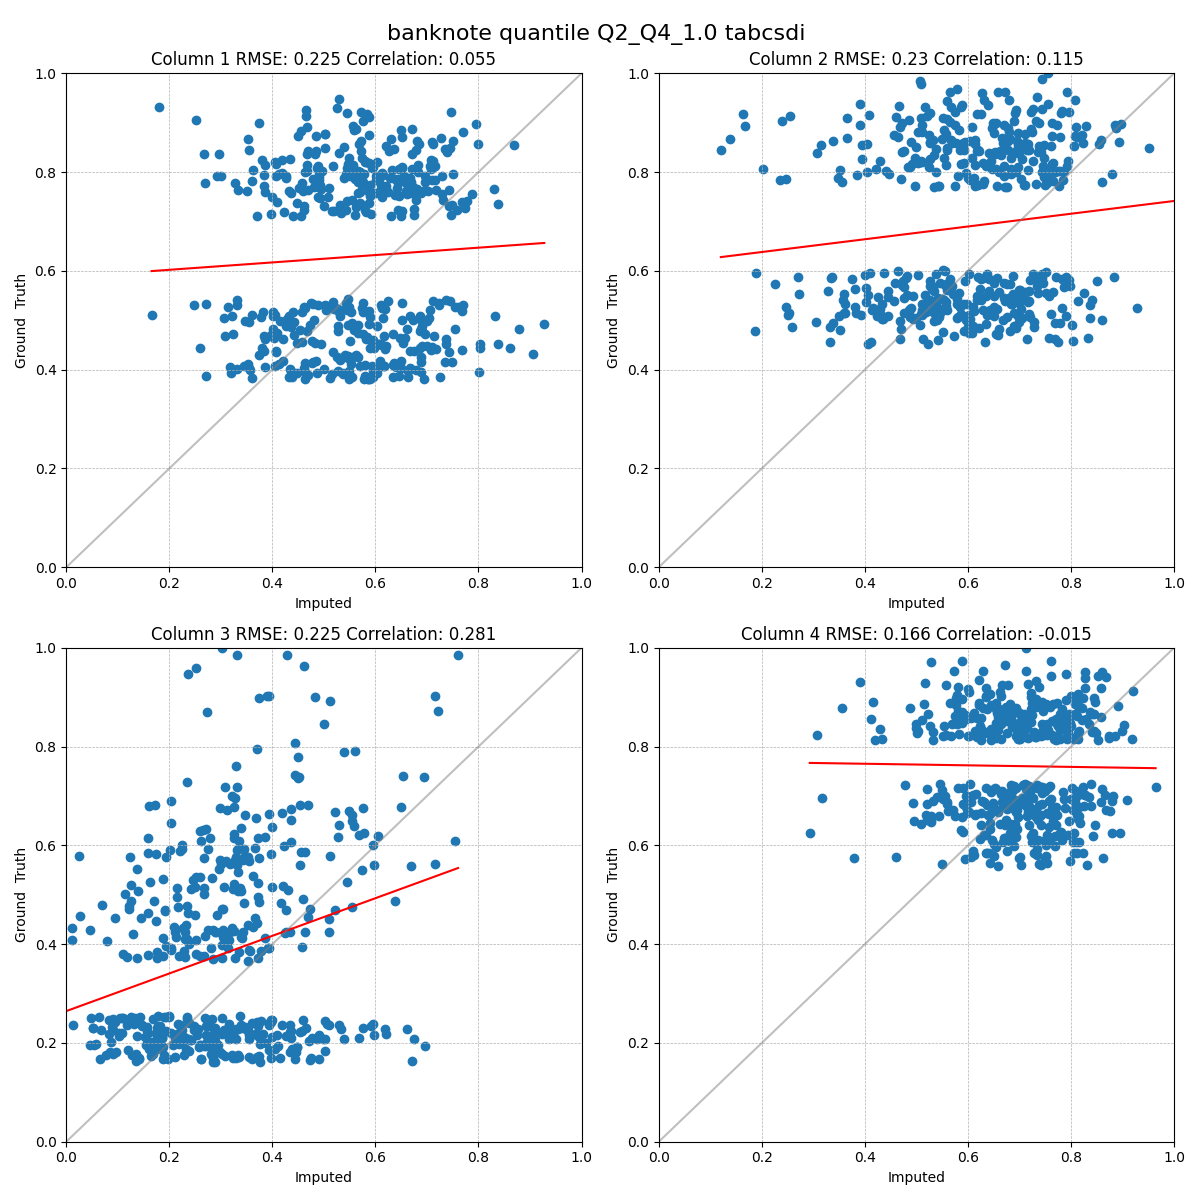 banknote quantile Q2_Q4_1.0 tabcsdi
Column 1 RMSE: 0.225 Correlation: 0.055
1.0
0.8
0.6
0.4
0.2
0.0
Ground  Truth
0.0 0.2 0.4 0.6 0.8 1.0
Imputed
Column 2 RMSE: 0.23 Correlation: 0.115
1.0
0.8
0.6
0.4
0.2
0.0
Ground  Truth
0.0 0.2 0.4 0.6 0.8 1.0
Imputed
Column 3 RMSE: 0.225 Correlation: 0.281
1.0
0.8
0.6
0.4
0.2
0.0
Ground  Truth
0.0 0.2 0.4 0.6 0.8 1.0
Imputed
Column 4 RMSE: 0.166 Correlation: -0.015
1.0
0.8
0.6
0.4
0.2
0.0
Ground  Truth
0.0 0.2 0.4 0.6 0.8 1.0
Imputed